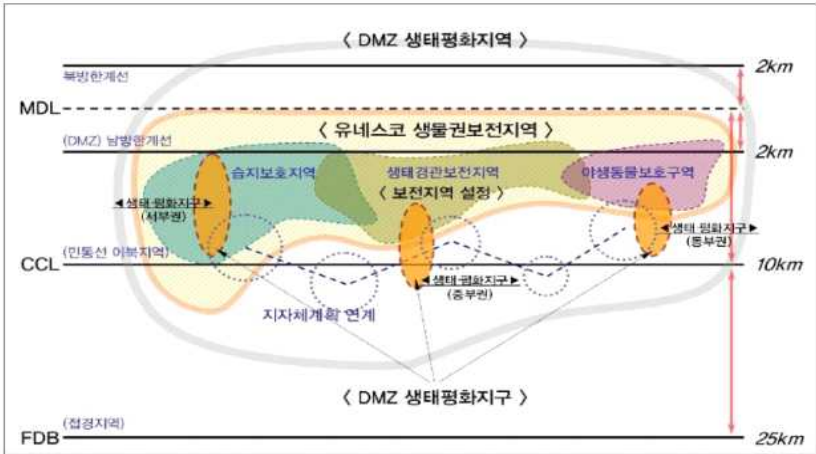 〈 DMZ 생태평화지역 〉
2km
북방한계선
MDL
〈 유네스코 생물권보전지역 〉
(DMZ) 남방한계선
2km
습지보호지역
생태경관보전지역
야생동물보호구역
〈 보전지역 설정 〉
생태 평화지구
(서부권)
생태 평화지구
(동부권)
(민통선 이북지역)
CCL
10km
생태 평화지구
(중부권)
지자체계획 연계
〈 DMZ 생태평화지구 〉
(접경지역)
FDB
25km